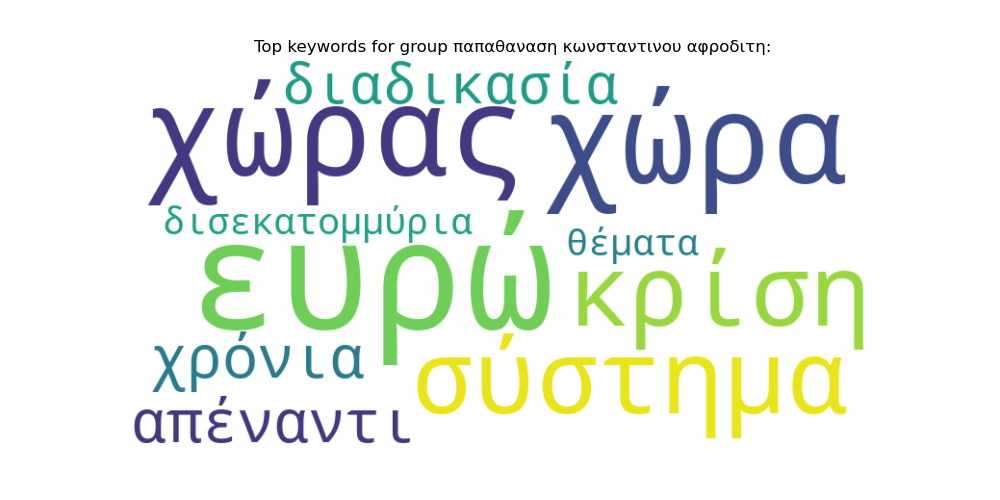 Top keywords for group παπαθαναση κωνσταντινου αφροδιτη:
διαδικασία
χώρας χώρα
δισεκατομμύρια
θέματα
ευρώ κρίση
χρόνια
σύστημα
απέναντι